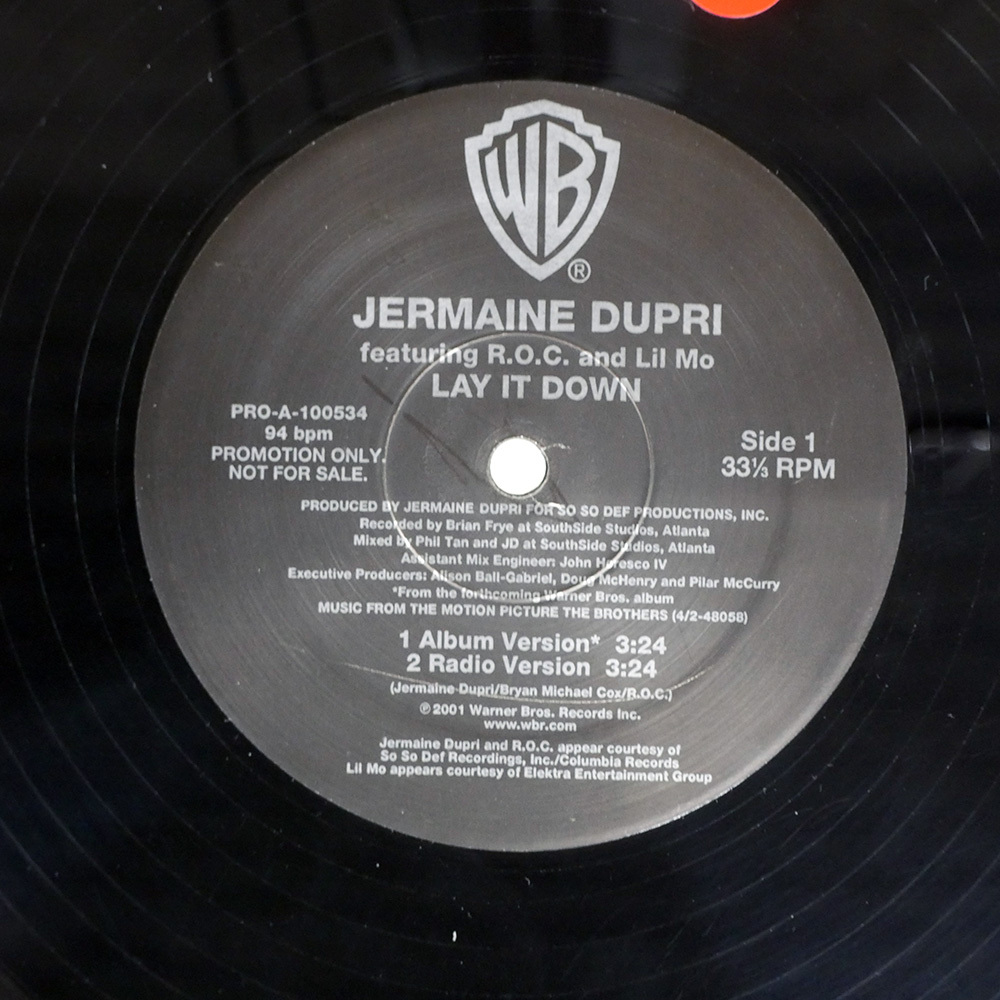 WB
®
JERMAINE DUPRI
featuring R.O.C. and Lil Mo
LAY IT DOWN
PRO-A-100534
94 bpm
PROMOTION ONLY.
NOT FOR SALE.
Side 1
33⅓ RPM
PRODUCED BY JERMAINE DUPRI FOR SO SO DEF PRODUCTIONS, INC.
Recorded by Brian Frye at SouthSide Studios, Atlanta
Mixed by Phil Tan and JD at SouthSide Studios, Atlanta
Assistant Mix Engineer: John Horesco IV
Executive Producers: Alison Ball-Gabriel, Doug McHenry and Pilar McCurry
*From the forthcoming Warner Bros. album
MUSIC FROM THE MOTION PICTURE THE BROTHERS (4/2-48058)
1 Album Version* 3:24
2 Radio Version 3:24
(Jermaine Dupri/Bryan Michael Cox/R.O.C.)
℗ 2001 Warner Bros. Records Inc.
www.wbr.com
Jermaine Dupri and R.O.C. appear courtesy of
So So Def Recordings, Inc./Columbia Records
Lil Mo appears courtesy of Elektra Entertainment Group